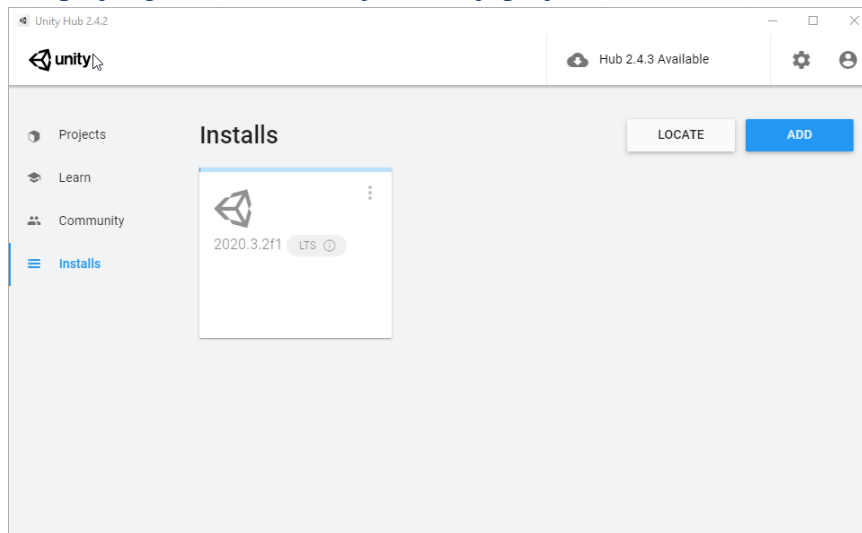 Unity Hub 2.4.2
unity
Hub 2.4.3 Available
Projects
Learn
Community
Installs
Installs
LOCATE
ADD
2020.3.2f1 LTS